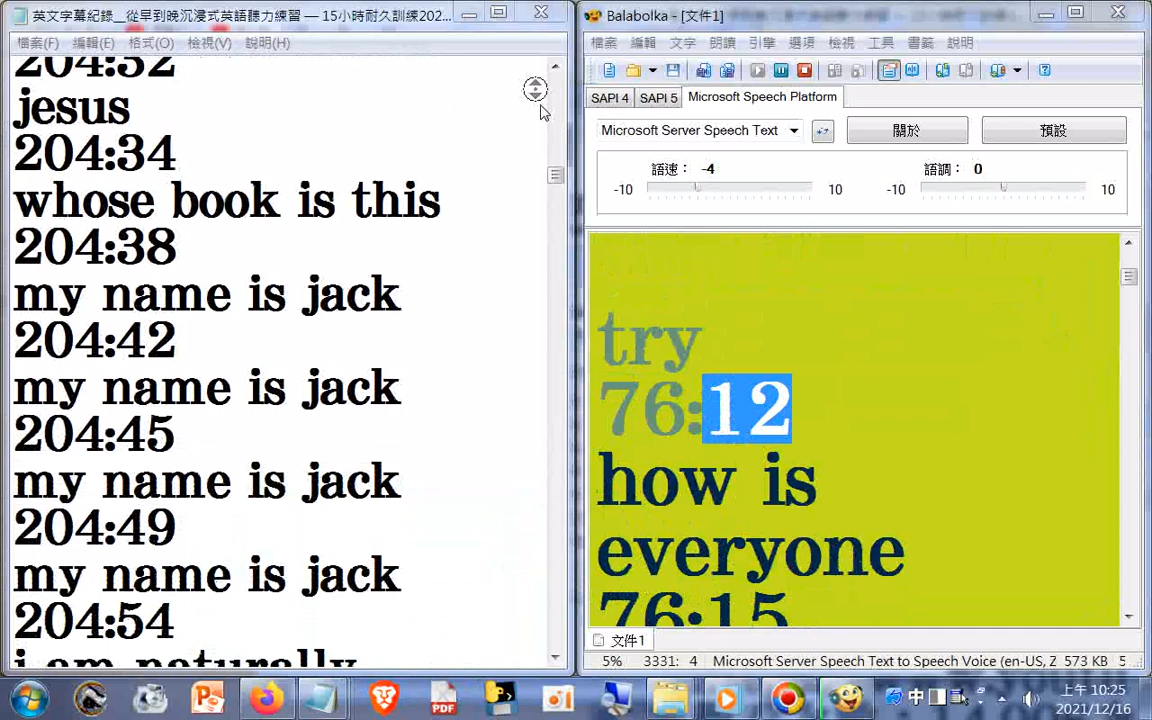 英文字幕紀錄__從早到晚沉浸式英語聽力練習 — 15小時耐久訓練202...
檔案(F) 編輯(E) 格式(O) 檢視(V) 說明(H)
204:32
jesus
204:34
whose book is this
204:38
my name is jack
204:42
my name is jack
204:45
my name is jack
204:49
my name is jack
204:54
i am naturally
Balabolka - [文件1]
檔案 編輯 文字 朗讀 引擎 選項 檢視 工具 書籤 說明
SAPI 4 SAPI 5 Microsoft Speech Platform
Microsoft Server Speech Text 關於 預設
語速： -4 語調： 0
-10 10 -10 10
try
76:12
how is
everyone
76:15
文件1
5% 3331: 4 Microsoft Server Speech Text to Speech Voice (en-US, Z 573 KB 5
中
上午 10:25
2021/12/16